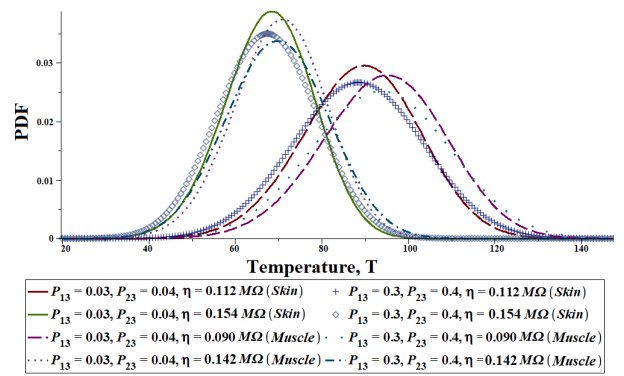 0.03
0.02
0.01
0
PDF
20 40 60 80 100 120 140
Temperature, T
P13 = 0.03, P23 = 0.04, η = 0.112 MΩ (Skin) P13 = 0.3, P23 = 0.4, η = 0.112 MΩ (Skin)
P13 = 0.03, P23 = 0.04, η = 0.154 MΩ (Skin) P13 = 0.3, P23 = 0.4, η = 0.154 MΩ (Skin)
P13 = 0.03, P23 = 0.04, η = 0.090 MΩ (Muscle) P13 = 0.3, P23 = 0.4, η = 0.090 MΩ (Muscle)
P13 = 0.03, P23 = 0.04, η = 0.142 MΩ (Muscle) P13 = 0.3, P23 = 0.4, η = 0.142 MΩ (Muscle)